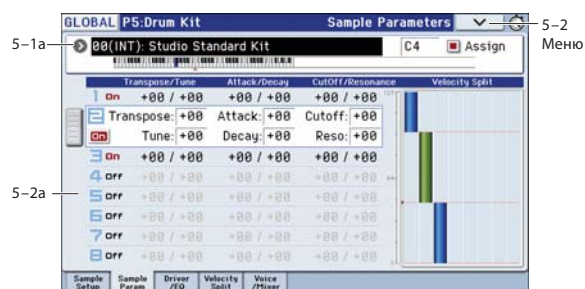 GLOBAL P5:Drum Kit Sample Parameters
5–2
Меню
5–1a
00(INT): Studio Standard Kit C4 Assign
Transpose/Tune Attack/Decay CutOff/Resonance Velocity Split
1 On +00 / +00 +00 / +00 +00 / +00
2 Transpose: +00 Attack: +00 Cutoff: +00
On Tune: +00 Decay: +00 Reso: +00
3 On +00 / +00 +00 / +00 +00 / +00
5–2a
4 Off +00 / +00 +00 / +00 +00 / +00
5 Off +00 / +00 +00 / +00 +00 / +00
6 Off +00 / +00 +00 / +00 +00 / +00
7 Off +00 / +00 +00 / +00 +00 / +00
8 Off +00 / +00 +00 / +00 +00 / +00
Sample Setup Sample Param Driver /EQ Velocity Split Voice /Mixer